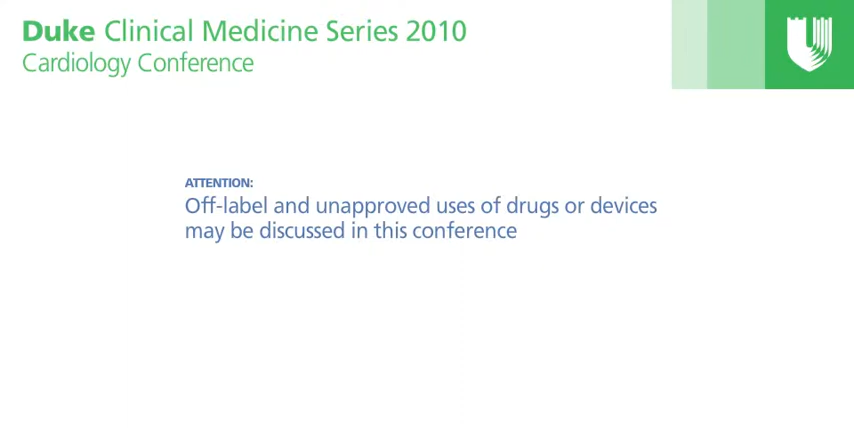 Duke Clinical Medicine Series 2010
Cardiology Conference
ATTENTION:
Off-label and unapproved uses of drugs or devices
may be discussed in this conference